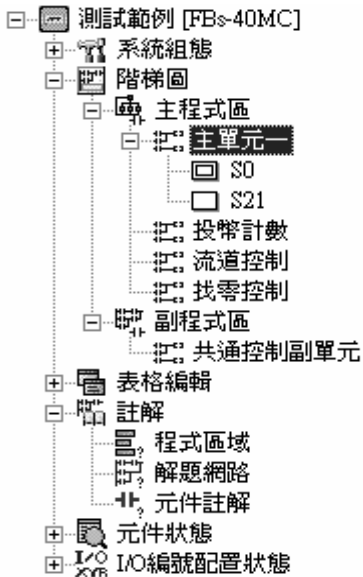 測試範例 [FBs-40MC]
系統組態
階梯圖
主程式區
主單元一
S0
S21
投幣計數
流道控制
找零控制
副程式區
共通控制副單元
表格編輯
註解
程式區域
解題網路
元件註解
元件狀態
I/O編號配置狀態